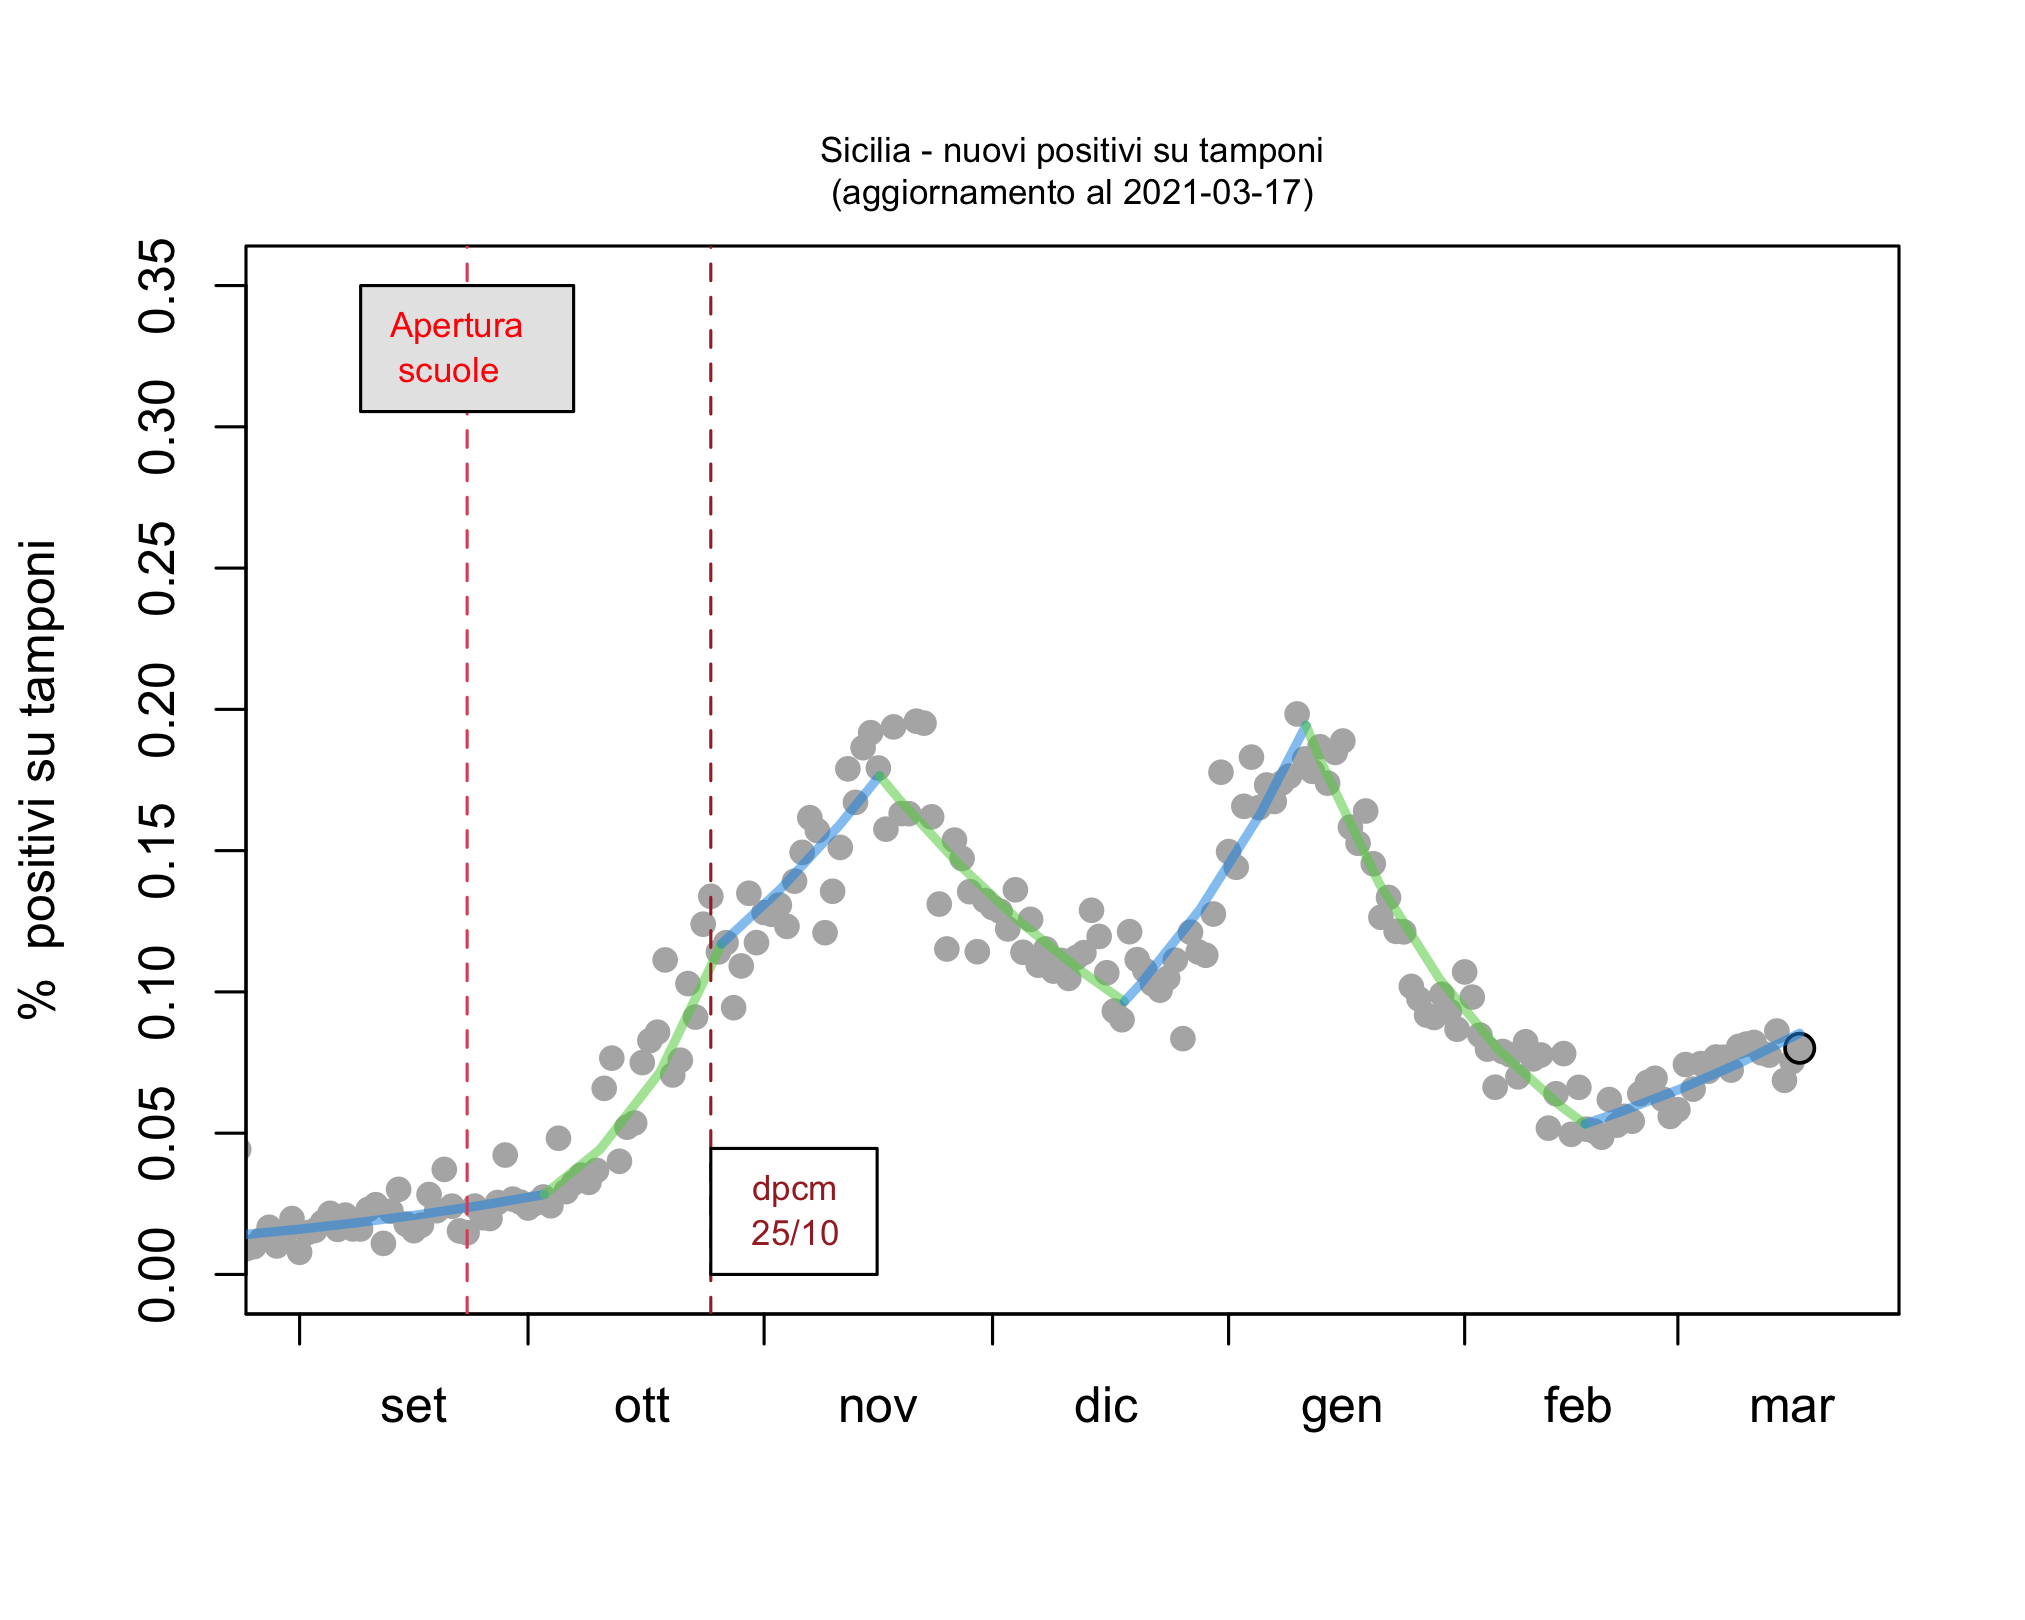 Sicilia - nuovi positivi su tamponi
(aggiornamento al 2021-03-17)
% positivi su tamponi
0.35
0.30
0.25
0.20
0.15
0.10
0.05
0.00
Apertura
scuole
dpcm
25/10
set ott nov dic gen feb mar